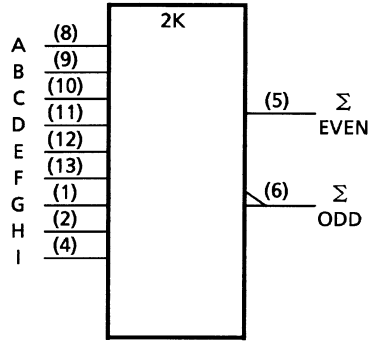 2K
A (8)
B (9)
C (10)
D (11)
E (12)
F (13)
G (1)
H (2)
I (4)
(5) Σ
EVEN
(6) Σ
ODD